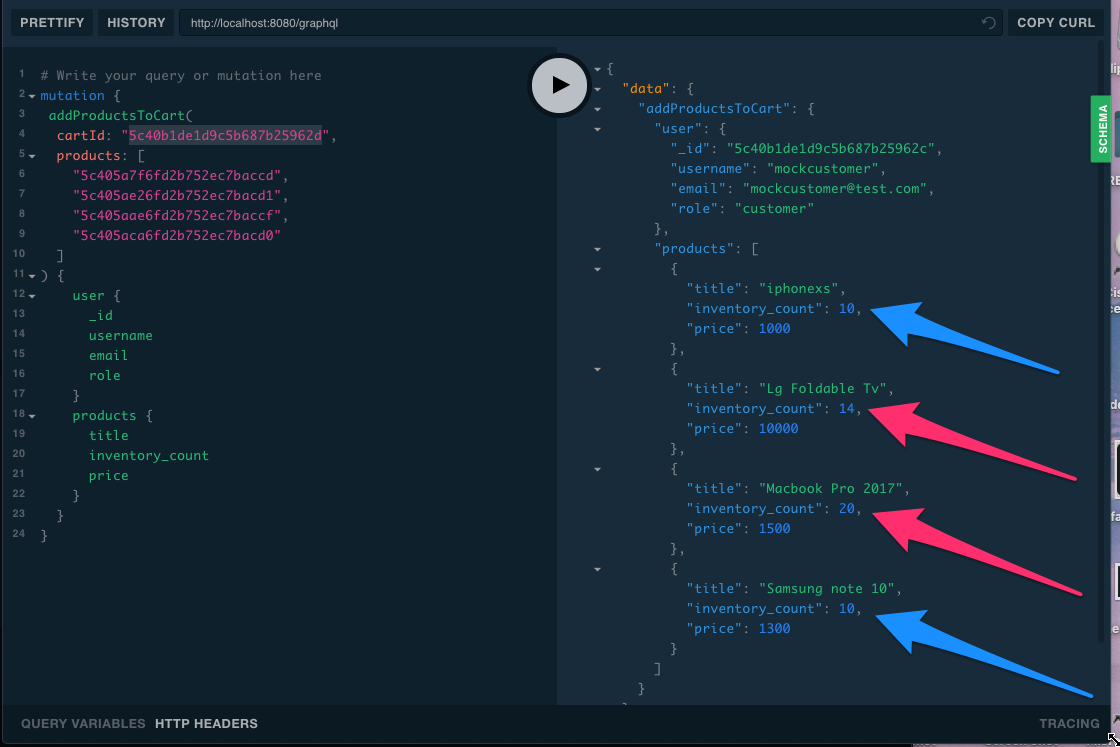 PRETTIFY HISTORY http://localhost:8080/graphql COPY CURL
1 # Write your query or mutation here
2 mutation {
3 addProductsToCart(
4 cartId: "5c40b1de1d9c5b687b25962d",
5 products: [
6 "5c405a7f6fd2b752ec7baccd",
7 "5c405ae26fd2b752ec7bacd1",
8 "5c405aae6fd2b752ec7baccf",
9 "5c405aca6fd2b752ec7bacd0"
10 ]
11 ) {
12 user {
13 _id
14 username
15 email
16 role
17 }
18 products {
19 title
20 inventory_count
21 price
22 }
23 }
24 }
{
"data": {
"addProductsToCart": {
"user": {
"_id": "5c40b1de1d9c5b687b25962c",
"username": "mockcustomer",
"email": "mockcustomer@test.com",
"role": "customer"
},
"products": [
{
"title": "iphonexs",
"inventory_count": 10,
"price": 1000
},
{
"title": "Lg Foldable Tv",
"inventory_count": 14,
"price": 10000
},
{
"title": "Macbook Pro 2017",
"inventory_count": 20,
"price": 1500
},
{
"title": "Samsung note 10",
"inventory_count": 10,
"price": 1300
}
]
}
SCHEMA
QUERY VARIABLES HTTP HEADERS TRACING